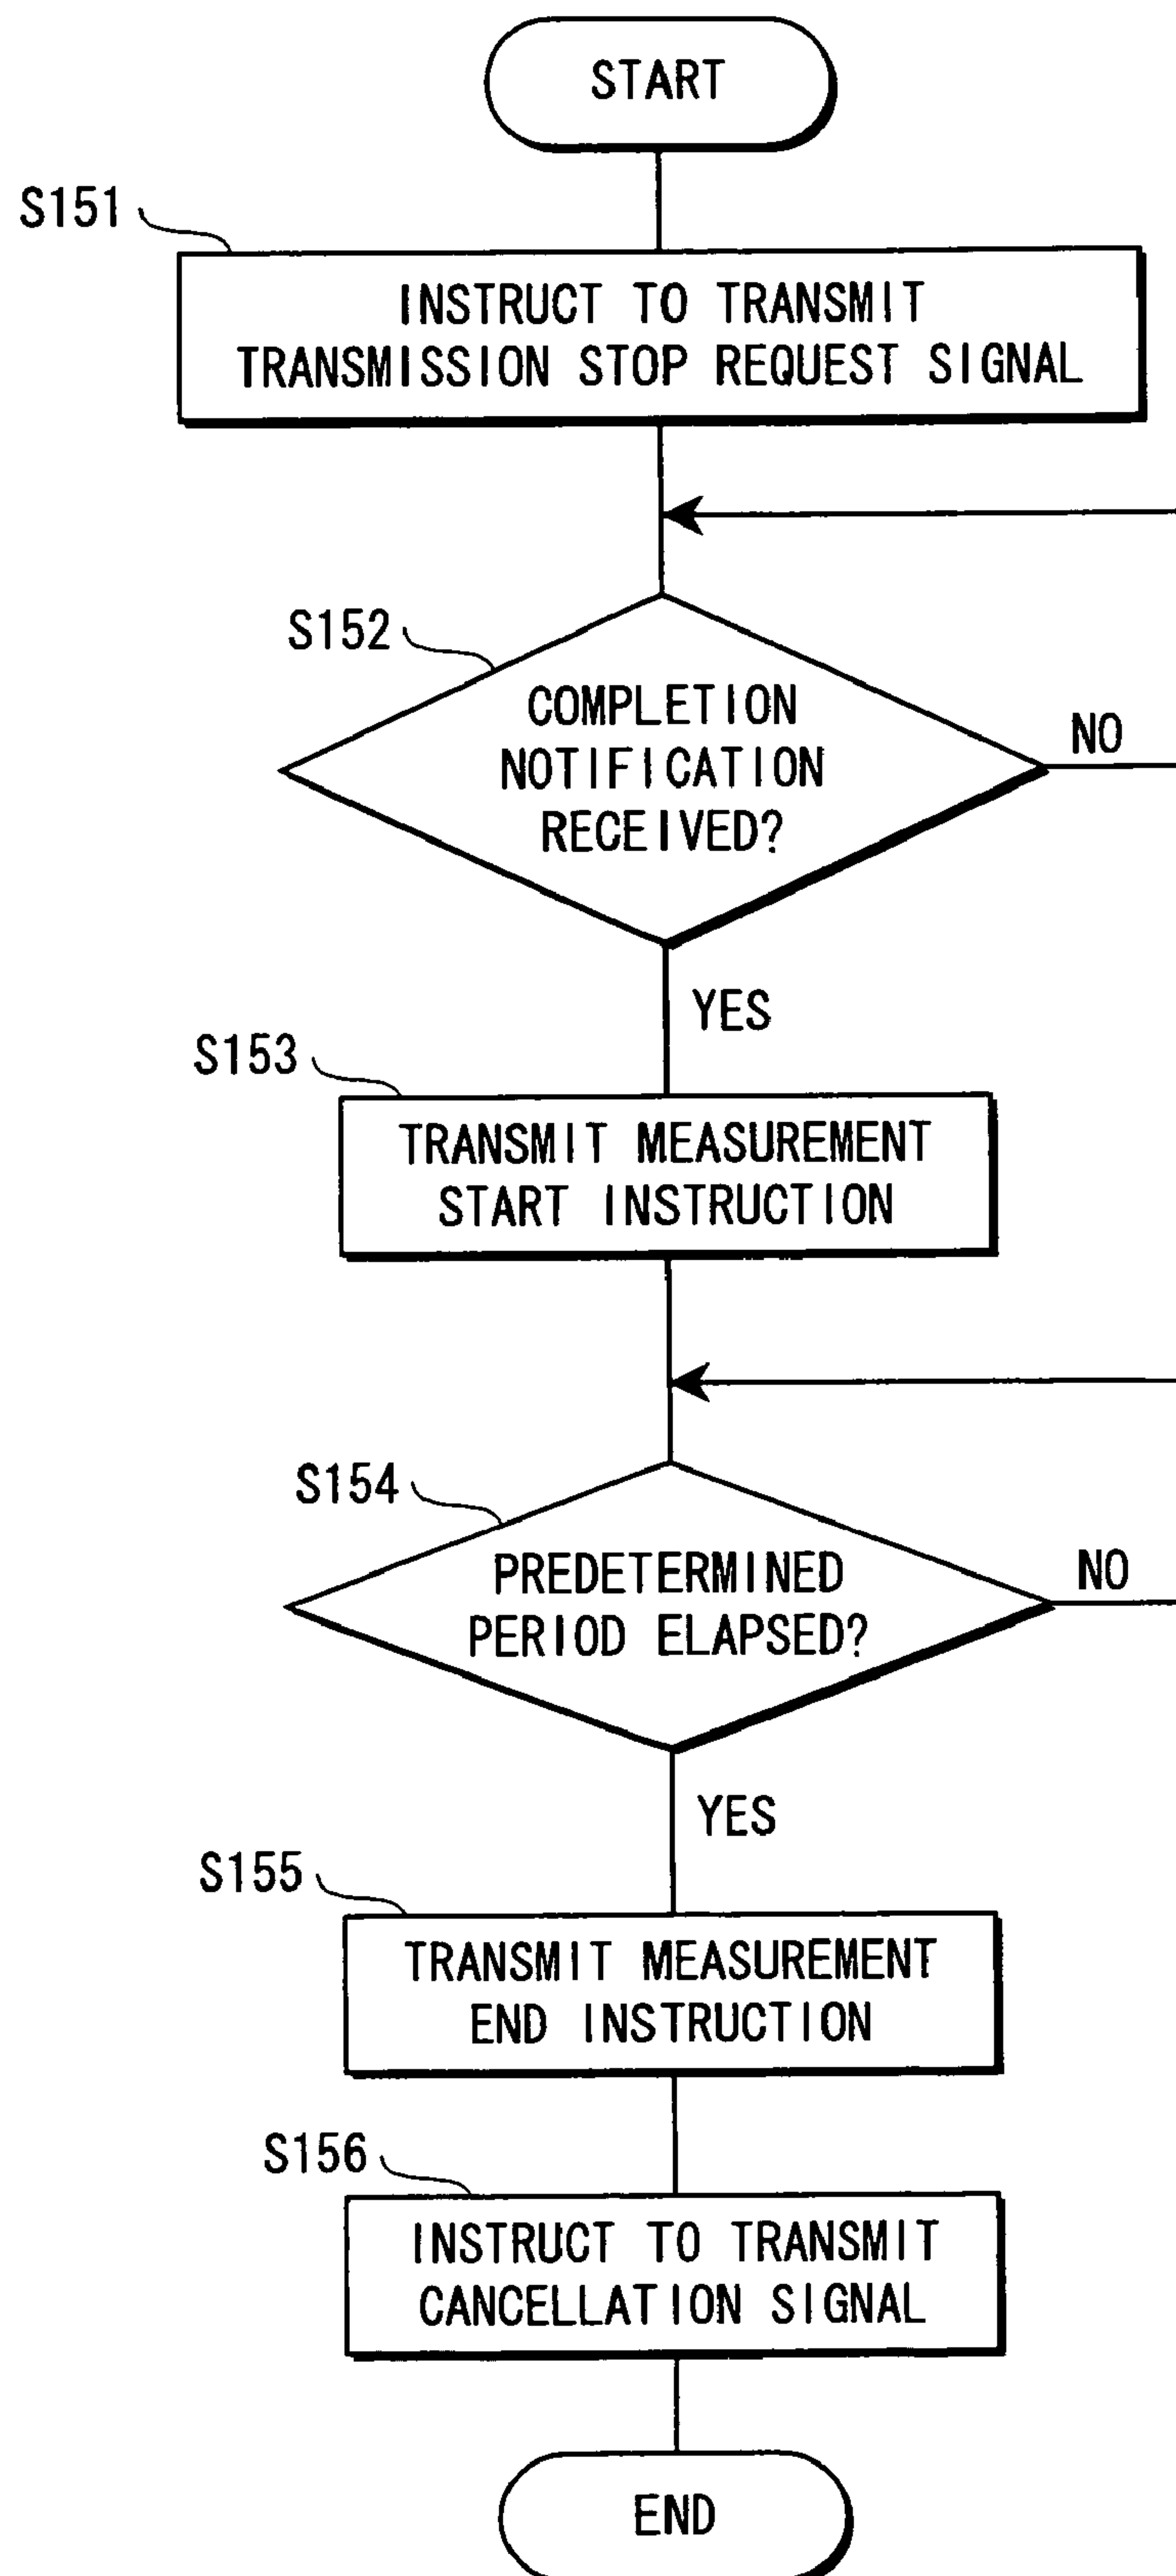 START
S151
INSTRUCT TO TRANSMIT
TRANSMISSION STOP REQUEST SIGNAL
S152
COMPLETION
NOTIFICATION
RECEIVED?
NO
YES
S153
TRANSMIT MEASUREMENT
START INSTRUCTION
S154
PREDETERMINED
PERIOD ELAPSED?
NO
YES
S155
TRANSMIT MEASUREMENT
END INSTRUCTION
S156
INSTRUCT TO TRANSMIT
CANCELLATION SIGNAL
END